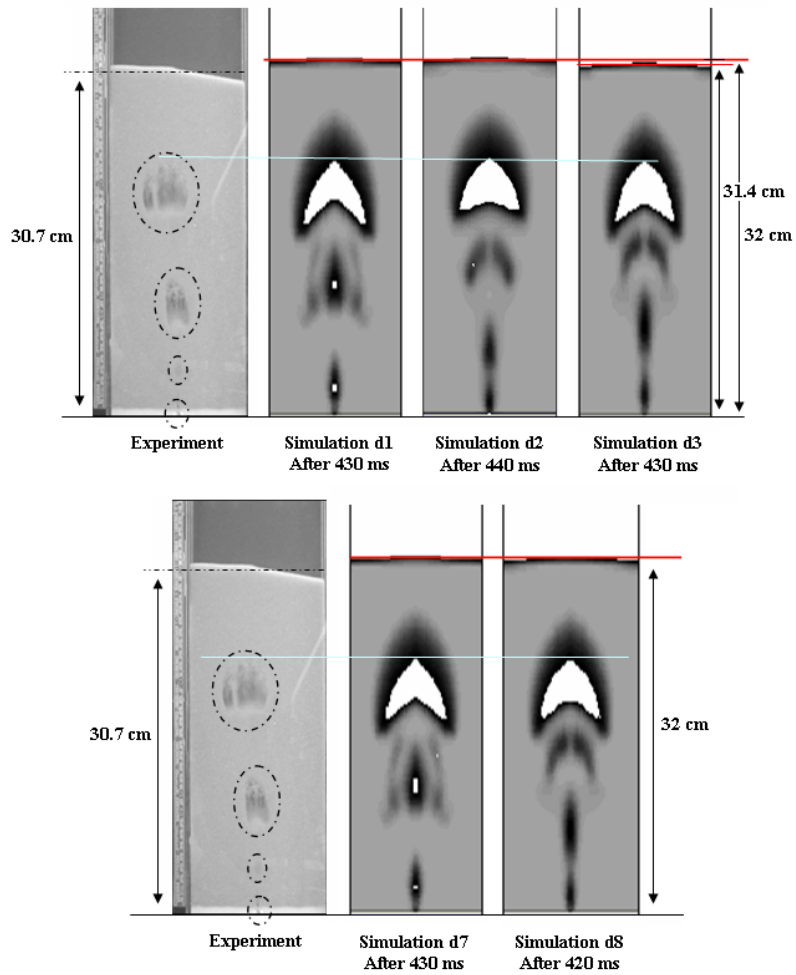 31.4 cm
30.7 cm
32 cm
Experiment
Simulation d1
After 430 ms
Simulation d2
After 440 ms
Simulation d3
After 430 ms
30.7 cm
32 cm
Experiment
Simulation d7
After 430 ms
Simulation d8
After 420 ms